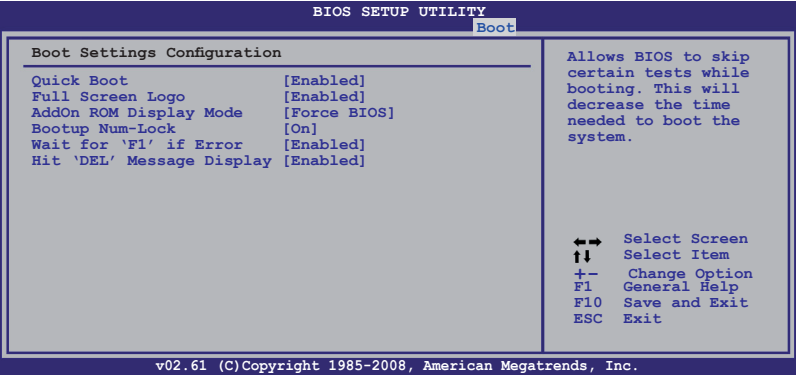 BIOS SETUP UTILITY
Boot
Boot Settings Configuration
Quick Boot [Enabled]
Full Screen Logo [Enabled]
AddOn ROM Display Mode [Force BIOS]
Bootup Num-Lock [On]
Wait for ‘F1’ if Error [Enabled]
Hit ‘DEL’ Message Display [Enabled]
Allows BIOS to skip
certain tests while
booting. This will
decrease the time
needed to boot the
system.
←→ Select Screen
↑↓ Select Item
+- Change Option
F1 General Help
F10 Save and Exit
ESC Exit
v02.61 (C)Copyright 1985-2008, American Megatrends, Inc.